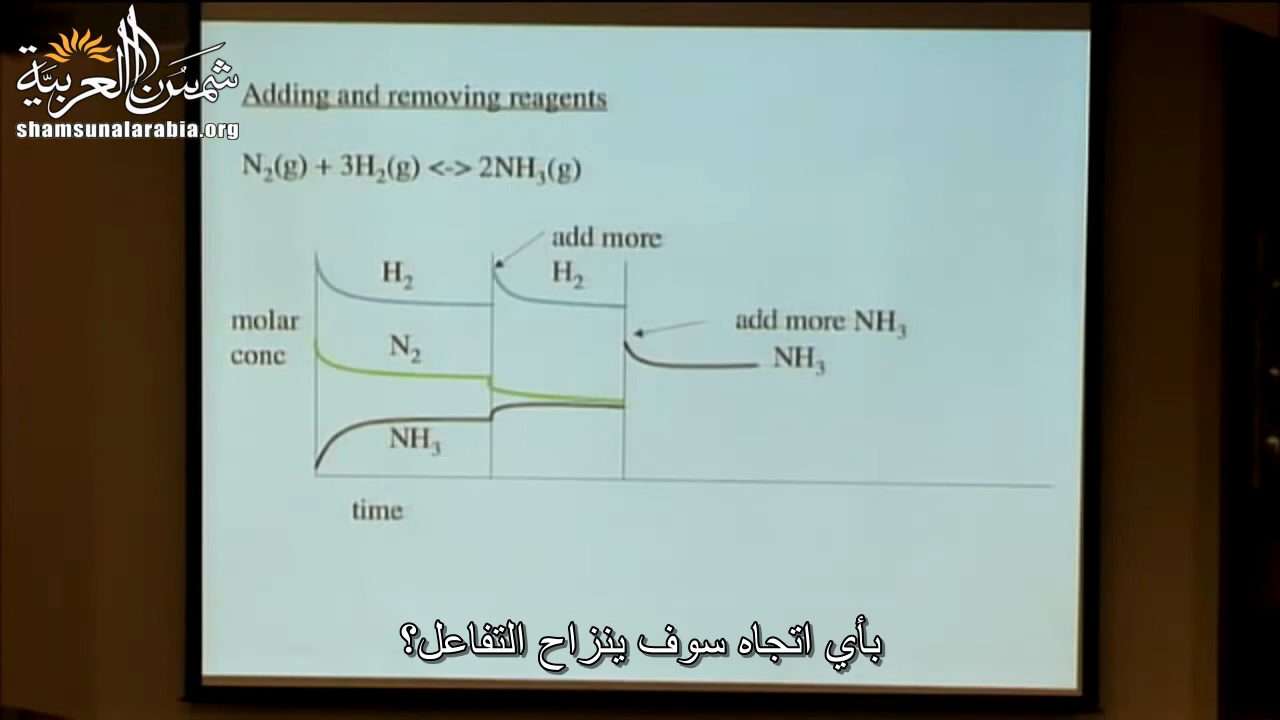 شمس العربية
shamsunalarabia.org
Adding and removing reagents
N₂(g) + 3H₂(g) <-> 2NH₃(g)
add more
H₂
H₂
molar
conc
N₂
add more NH₃
NH₃
NH₃
time
بأي اتجاه سوف ينزاح التفاعل؟